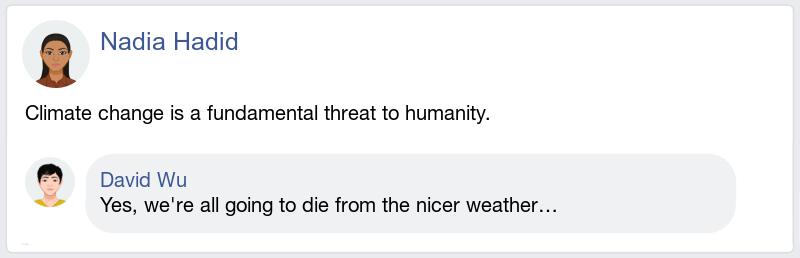 Nadia Hadid
Climate change is a fundamental threat to humanity.
David Wu
Yes, we're all going to die from the nicer weather…